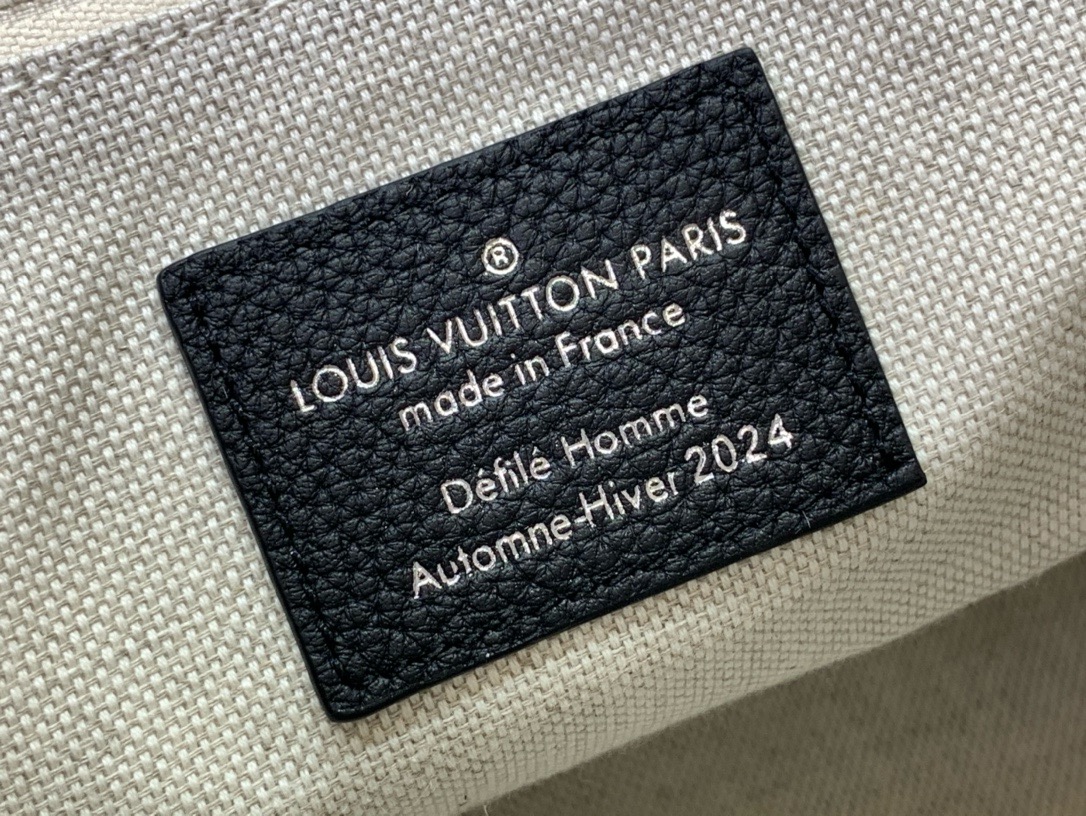 ®
LOUIS VUITTON PARIS
made in France
Défilé Homme
Automne-Hiver 2024